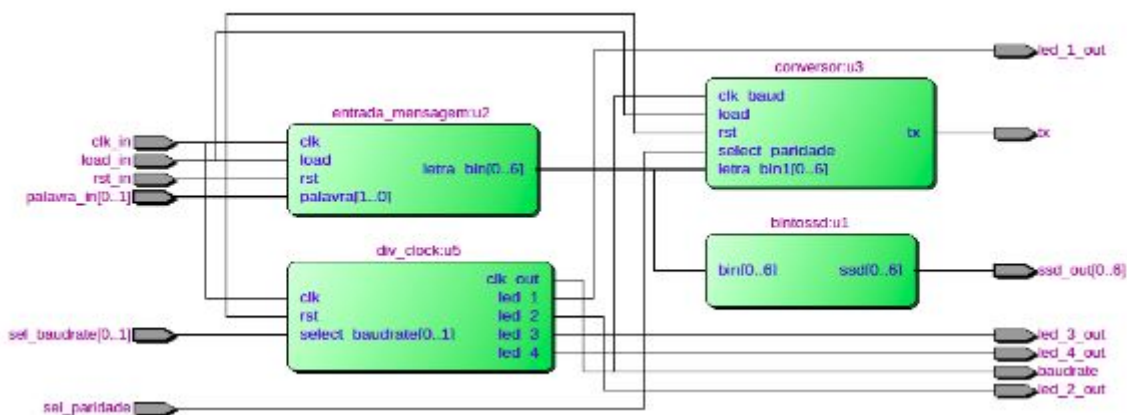 led_1_out
conversor:u3
clk_baud
load
rst
tx
tx
select_paridade
letra_bin1[0..6]
entrada_mensagem:u2
clk_in
clk
load_in
load
letra_bin[0..6]
rst_in
rst
palavra_in[0..1]
palavra[1..0]
bintossd:u1
bin[0..6]
ssd[0..6]
ssd_out[0..6]
div_clock:u5
clk_out
clk
led_1
rst
led_2
sel_baudrate[0..1]
select_baudrate[0..1]
led_3
led_3_out
led_4
led_4_out
baudrate
led_2_out
sel_paridade